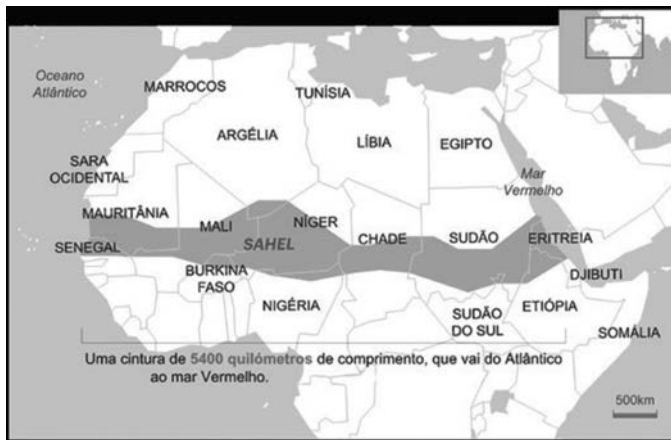 Oceano
Atlântico
MARROCOS
TUNÍSIA
ARGÉLIA
LÍBIA
EGIPTO
SARA
OCIDENTAL
Mar
Vermelho
MAURITÂNIA
MALI
NÍGER
CHADE
SUDÃO
ERITREIA
SENEGAL
SAHEL
BURKINA
FASO
DJIBUTI
NIGÉRIA
SUDÃO
DO SUL
ETIÓPIA
SOMÁLIA
Uma cintura de 5400 quilómetros de comprimento, que vai do Atlântico
ao mar Vermelho.
500km